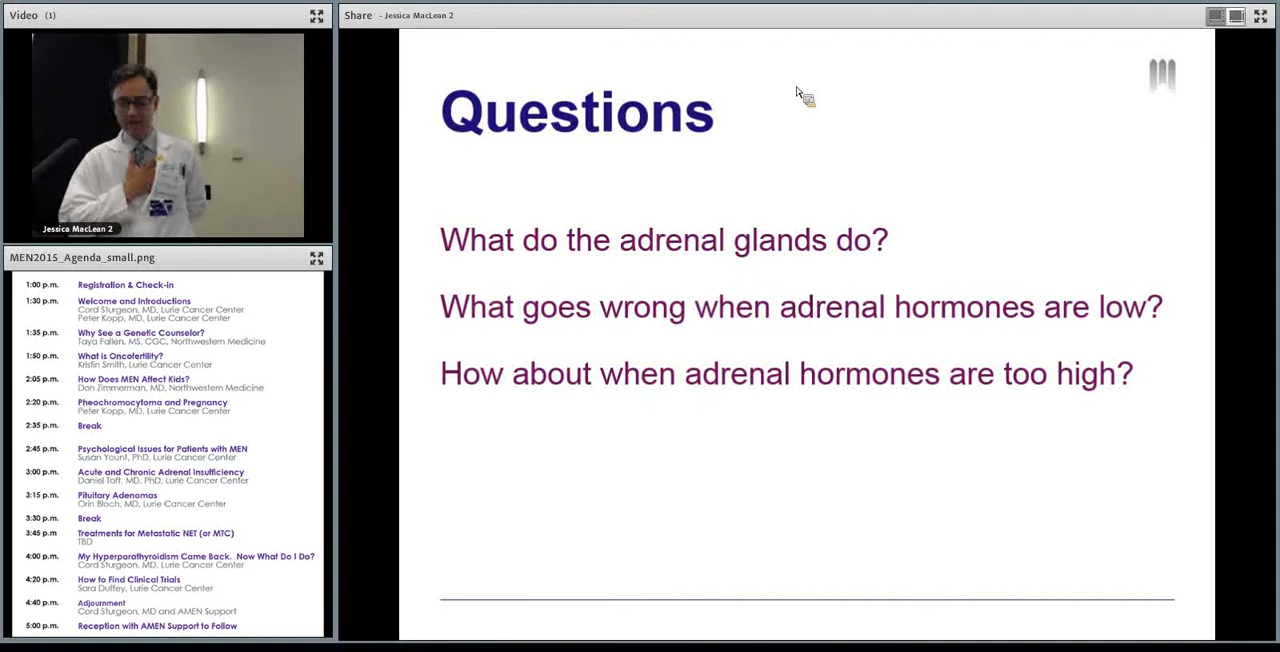 Video (1)
Share - Jessica MacLean 2
Jessica MacLean 2
MEN2015_Agenda_small.png
1:00 p.m. Registration & Check-in
1:30 p.m. Welcome and Introductions
Cord Sturgeon, MD, Lurie Cancer Center
Peter Kopp, MD, Lurie Cancer Center
1:35 p.m. Why See a Genetic Counselor?
Taya Fallen, MS, CGC, Northwestern Medicine
1:50 p.m. What is Oncofertility?
Kristin Smith, Lurie Cancer Center
2:05 p.m. How Does MEN Affect Kids?
Don Zimmerman, MD, Northwestern Medicine
2:20 p.m. Pheochromocytoma and Pregnancy
Peter Kopp, MD, Lurie Cancer Center
2:35 p.m. Break
2:45 p.m. Psychological Issues for Patients with MEN
Susan Yount, PhD, Lurie Cancer Center
3:00 p.m. Acute and Chronic Adrenal Insufficiency
Daniel Toft, MD, PhD, Lurie Cancer Center
3:15 p.m. Pituitary Adenomas
Orin Bloch, MD, Lurie Cancer Center
3:30 p.m. Break
3:45 p.m Treatments for Metastatic NET (or MTC)
TBD
4:00 p.m. My Hyperparathyroidism Came Back. Now What Do I Do?
Cord Sturgeon, MD, Lurie Cancer Center
4:20 p.m. How to Find Clinical Trials
Sara Duffey, Lurie Cancer Center
4:40 p.m. Adjournment
Cord Sturgeon, MD and AMEN Support
5:00 p.m. Reception with AMEN Support to Follow
Questions
What do the adrenal glands do?
What goes wrong when adrenal hormones are low?
How about when adrenal hormones are too high?